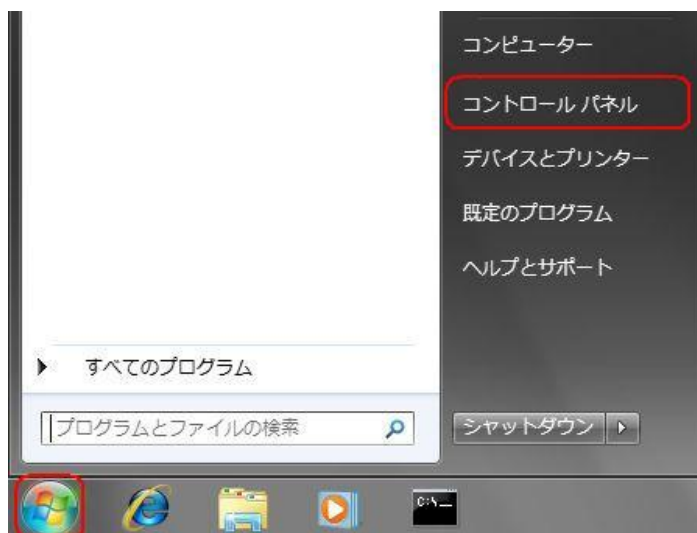 コンピューター
コントロール パネル
デバイスとプリンター
既定のプログラム
ヘルプとサポート
すべてのプログラム
プログラムとファイルの検索
シャットダウン
C:\_